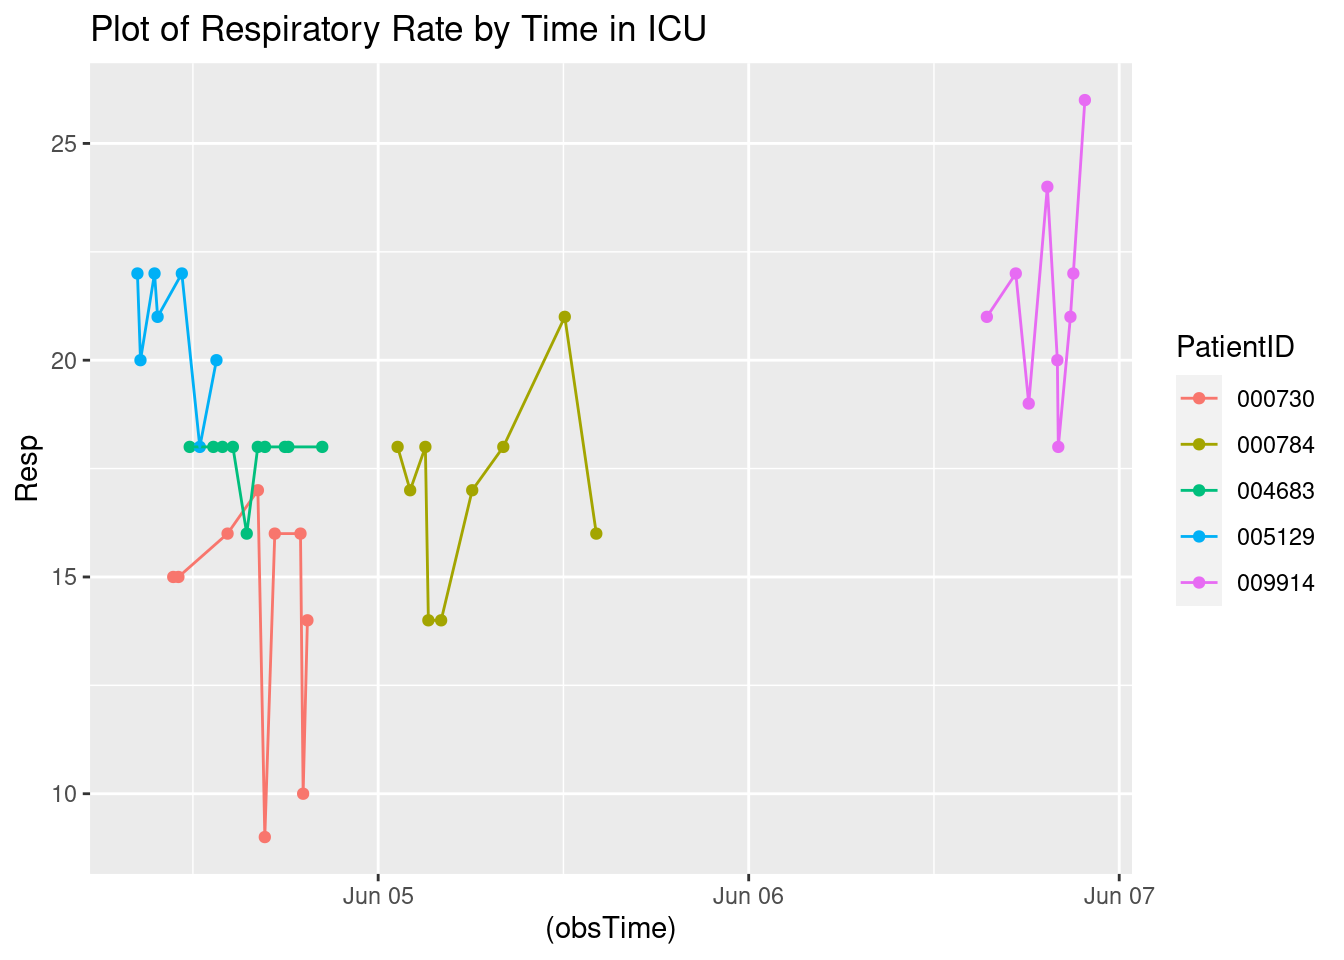 Plot of Respiratory Rate by Time in ICU
25
20
15
10
Resp
Jun 05
Jun 06
Jun 07
(obsTime)
PatientID
000730
000784
004683
005129
009914